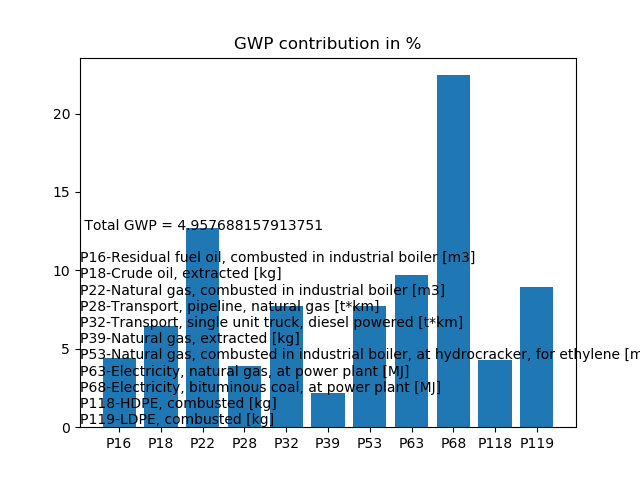 GWP contribution in %
20
15
Total GWP = 4.957688157913751
P16-Residual fuel oil, combusted in industrial boiler [m3]
10
P18-Crude oil, extracted [kg]
P22-Natural gas, combusted in industrial boiler [m3]
P28-Transport, pipeline, natural gas [t*km]
P32-Transport, single unit truck, diesel powered [t*km]
P39-Natural gas, extracted [kg]
5
P53-Natural gas, combusted in industrial boiler, at hydrocracker, for ethylene [m
P63-Electricity, natural gas, at power plant [MJ]
P68-Electricity, bituminous coal, at power plant [MJ]
P118-HDPE, combusted [kg]
P119-LDPE, combusted [kg]
0
P16 P18 P22 P28 P32 P39 P53 P63 P68 P118 P119